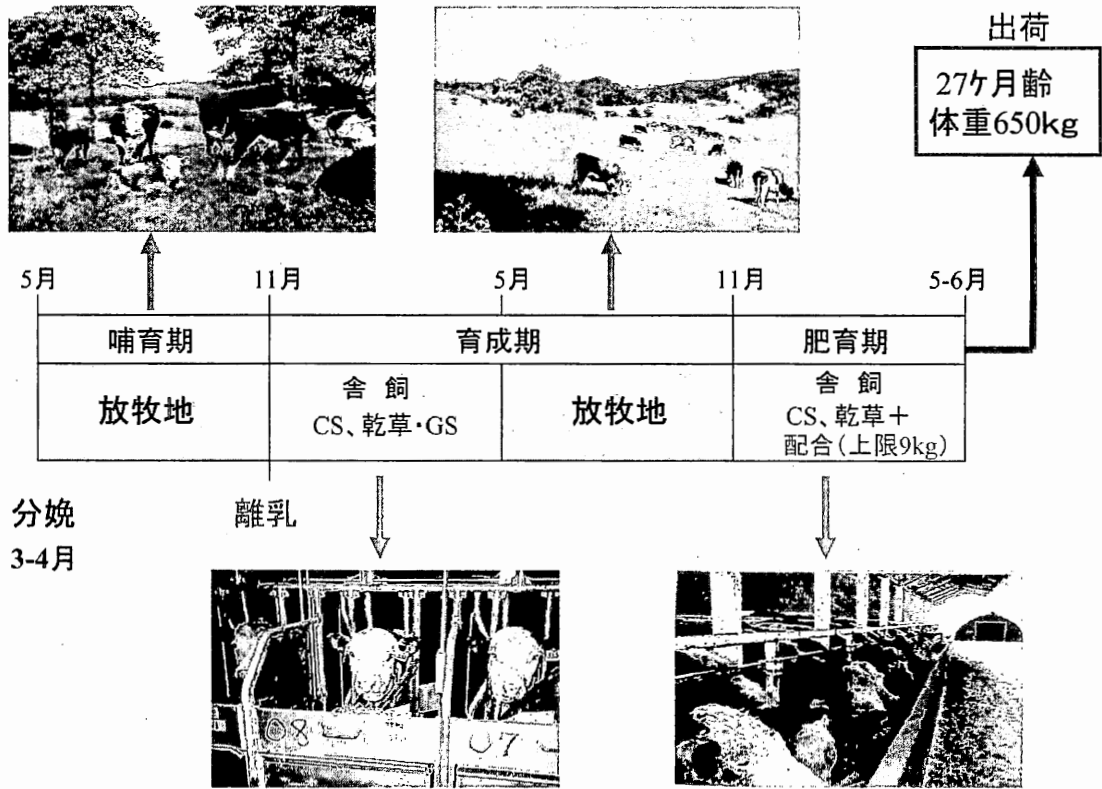 出荷
27ケ月齢
体重650kg
5月
11月
5月
11月
5-6月
哺育期
育成期
肥育期
放牧地
舎 飼
CS、乾草・GS
放牧地
舎 飼
CS、乾草＋
配合(上限9kg)
分娩
3-4月
離乳
08
07